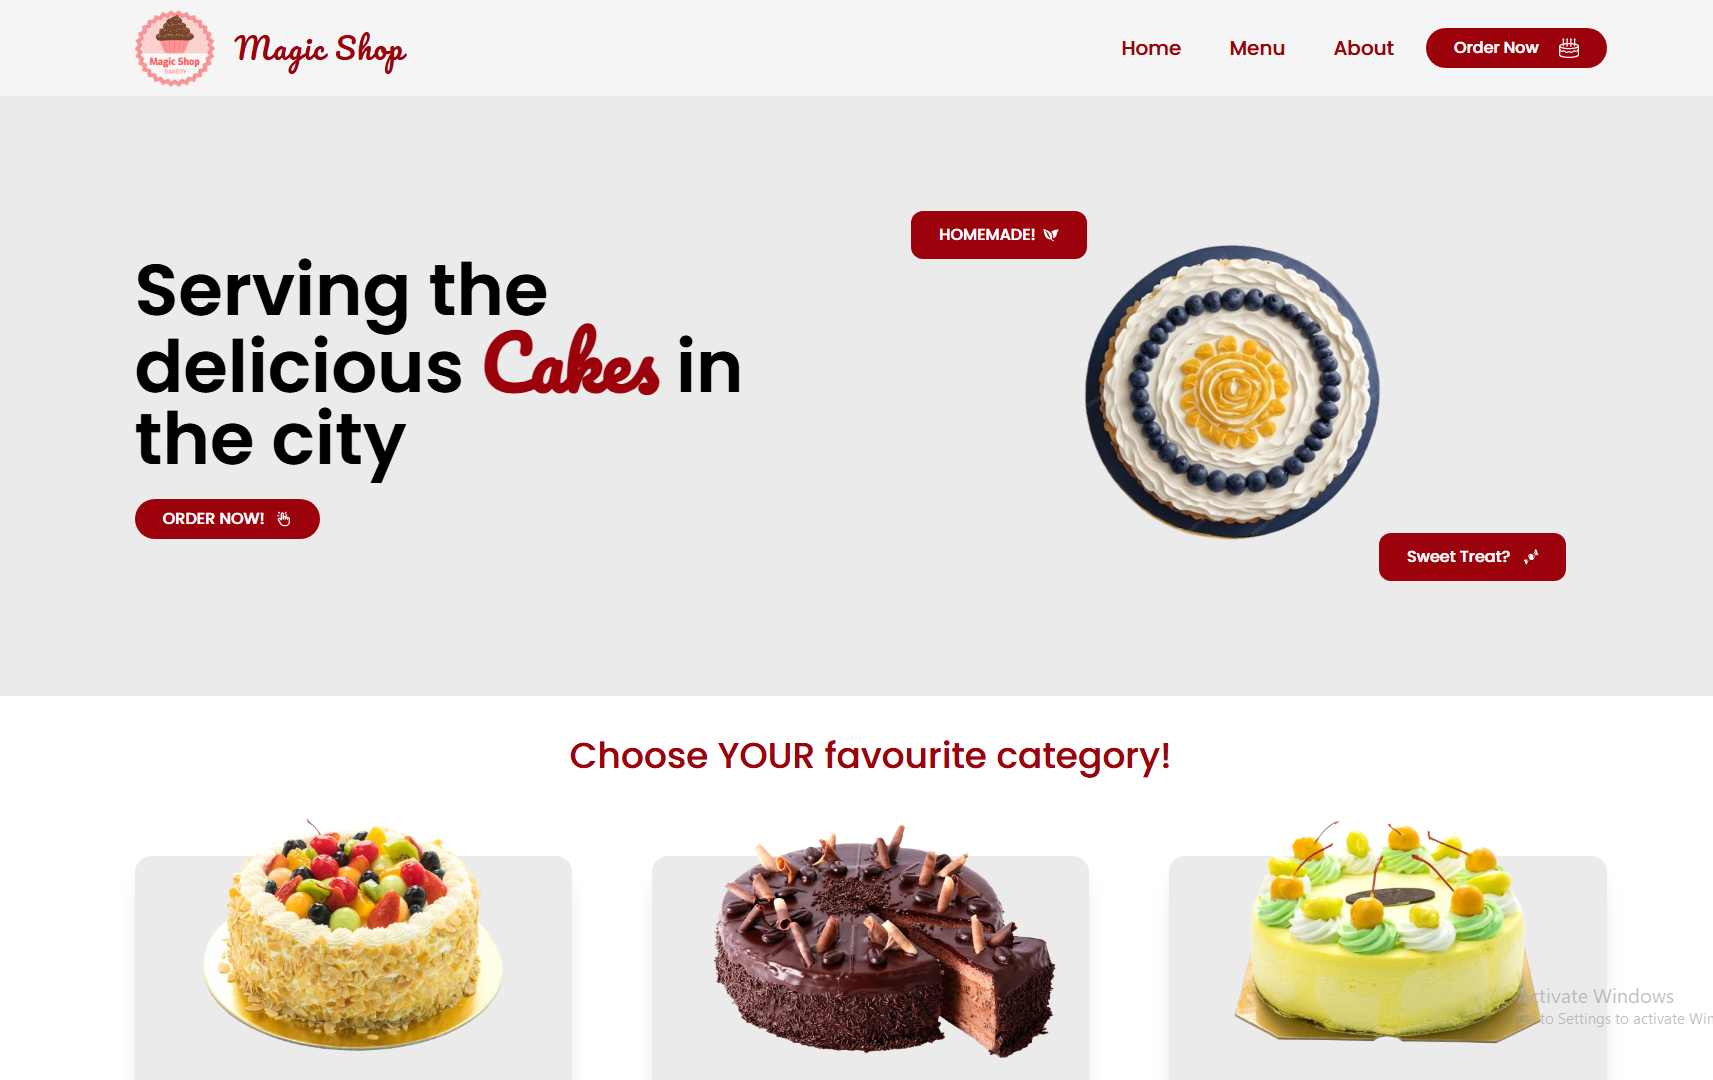 Magic Shop
BAKERY
Magic Shop
Home
Menu
About
Order Now
HOMEMADE!
Serving the
delicious Cakes in
the city
ORDER NOW!
Sweet Treat?
Choose YOUR favourite category!
Activate Windows
to Settings to activate Win